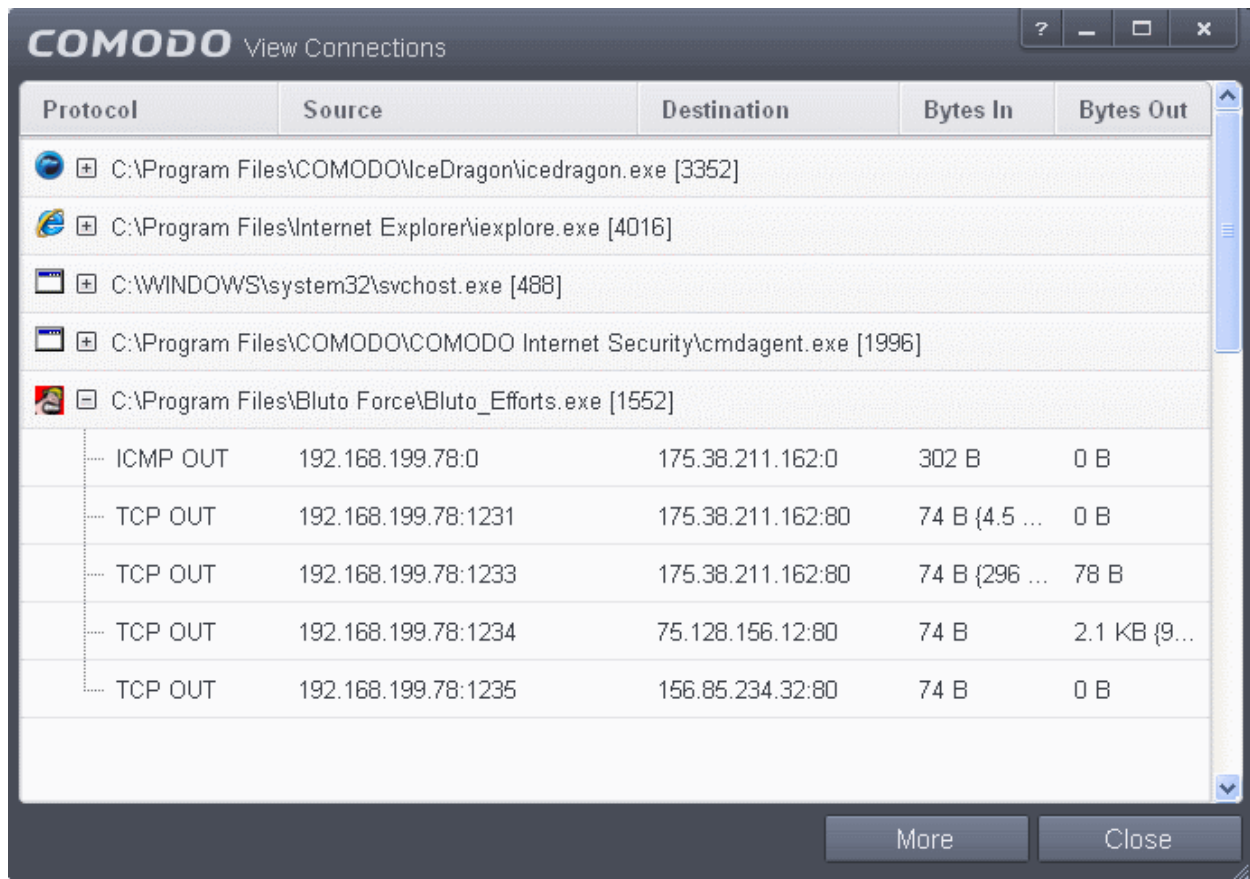 COMODO View Connections ?
Protocol Source Destination Bytes In Bytes Out
C:\Program Files\COMODO\IceDragon\icedragon.exe [3352]
C:\Program Files\Internet Explorer\iexplore.exe [4016]
C:\WINDOWS\system32\svchost.exe [488]
C:\Program Files\COMODO\COMODO Internet Security\cmdagent.exe [1996]
C:\Program Files\Bluto Force\Bluto_Efforts.exe [1552]
ICMP OUT 192.168.199.78:0 175.38.211.162:0 302 B 0 B
TCP OUT 192.168.199.78:1231 175.38.211.162:80 74 B {4.5 ... 0 B
TCP OUT 192.168.199.78:1233 175.38.211.162:80 74 B {296 ... 78 B
TCP OUT 192.168.199.78:1234 75.128.156.12:80 74 B 2.1 KB {9...
TCP OUT 192.168.199.78:1235 156.85.234.32:80 74 B 0 B
More Close